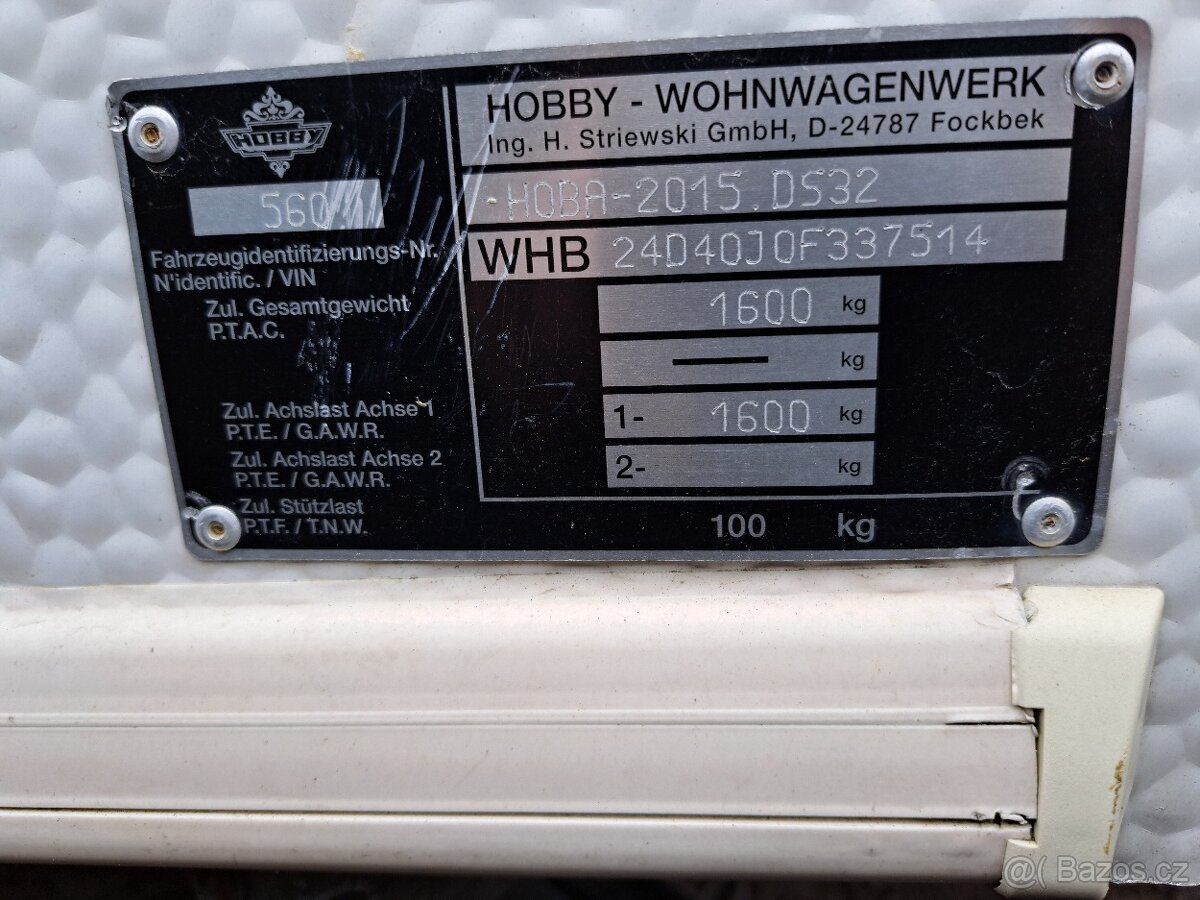 HOBBY
560
Fahrzeugidentifizierungs-Nr.
N'identific. / VIN
Zul. Gesamtgewicht
P.T.A.C.
Zul. Achslast Achse 1
P.T.E. / G.A.W.R.
Zul. Achslast Achse 2
P.T.E. / G.A.W.R.
Zul. Stützlast
P.T.F. / T.N.W.
HOBBY - WOHNWAGENWERK
Ing. H. Striewski GmbH, D-24787 Fockbek
HOBA-2015.DS32
WHB 24D40J0F337514
1600 kg
kg
1- 1600 kg
2- kg
100 kg
Bazos.cz